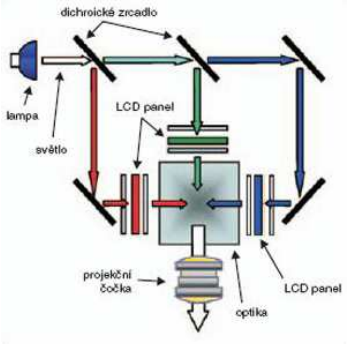 dichroické zrcadlo
lampa
světlo
LCD panel
projekční
čočka
LCD panel
optika